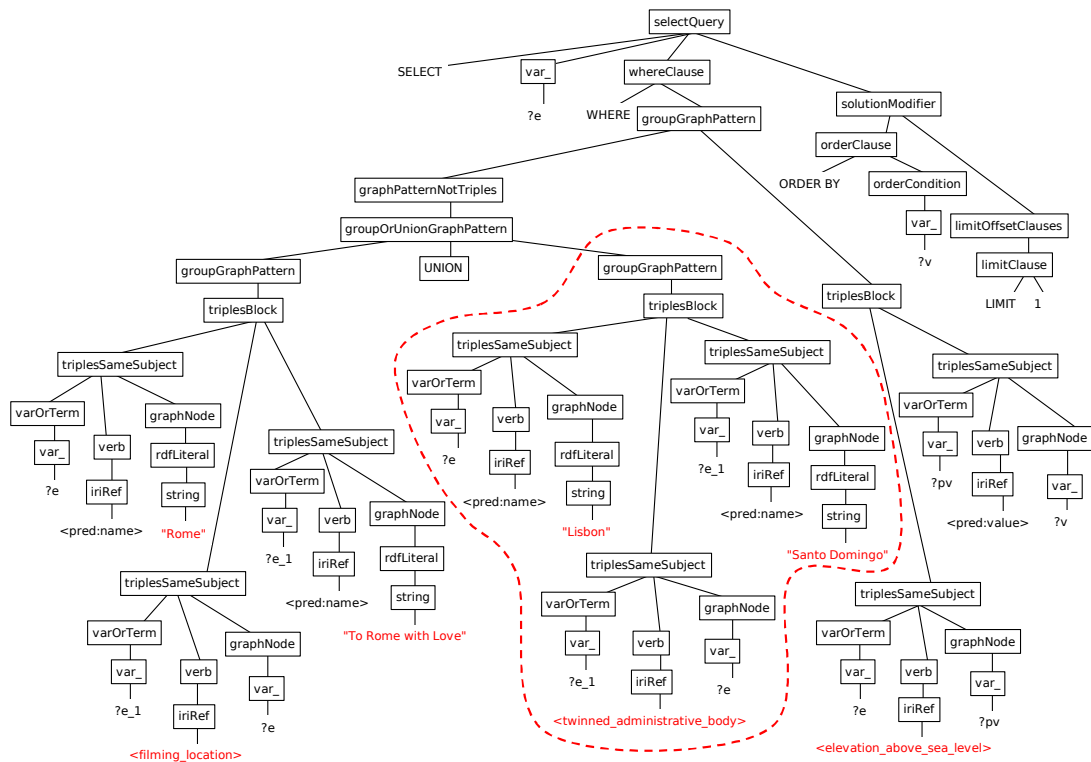 selectQuery
SELECT
var_
whereClause
?e
WHERE
solutionModifier
groupGraphPattern
orderClause
graphPatternNotTriples
ORDER BY
orderCondition
groupOrUnionGraphPattern
var_
limitOffsetClauses
groupGraphPattern
UNION
groupGraphPattern
?v
limitClause
triplesBlock
triplesBlock
triplesBlock
LIMIT 1
triplesSameSubject
triplesSameSubject
triplesSameSubject
triplesSameSubject
varOrTerm
graphNode
varOrTerm
graphNode
varOrTerm
varOrTerm
graphNode
var_
verb
rdfLiteral
triplesSameSubject
var_
verb
rdfLiteral
var_
verb
graphNode
var_
verb
?e
iriRef
string
varOrTerm
?e
iriRef
string
?e_1
iriRef
rdfLiteral
?pv
iriRef
var_
<pred:name>
"Rome"
var_
verb
graphNode
<pred:name>
"Lisbon"
<pred:name>
string
<pred:value>
?v
?e_1
iriRef
rdfLiteral
"Santo Domingo"
triplesSameSubject
<pred:name>
string
triplesSameSubject
triplesSameSubject
"To Rome with Love"
varOrTerm
verb
graphNode
varOrTerm
verb
graphNode
varOrTerm
verb
graphNode
var_
iriRef
var_
var_
iriRef
var_
var_
iriRef
var_
?e_1
?e
?e_1
?e
?e
?pv
<filming_location>
<twinned_administrative_body>
<elevation_above_sea_level>